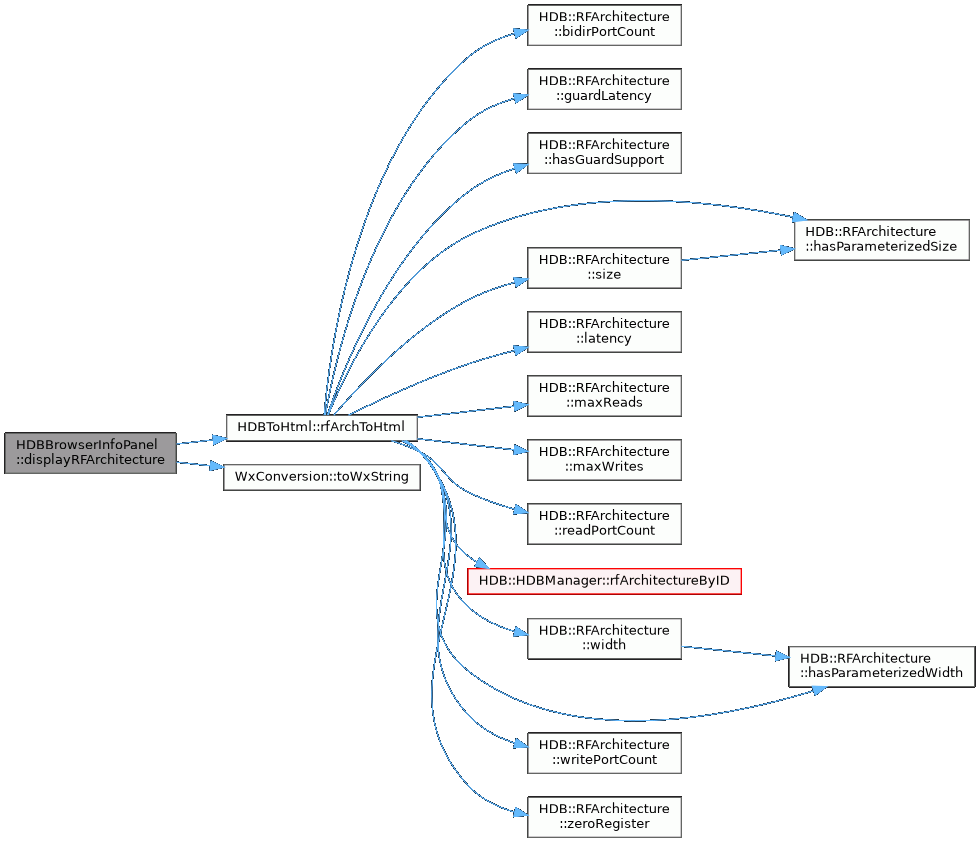 HDB::RFArchitecture
::bidirPortCount
HDB::RFArchitecture
::guardLatency
HDB::RFArchitecture
::hasGuardSupport
HDB::RFArchitecture
::hasParameterizedSize
HDB::RFArchitecture
::size
HDB::RFArchitecture
::latency
HDB::RFArchitecture
::maxReads
HDBToHtml::rfArchToHtml
HDBBrowserInfoPanel
::displayRFArchitecture
HDB::RFArchitecture
::maxWrites
WxConversion::toWxString
HDB::RFArchitecture
::readPortCount
HDB::HDBManager::rfArchitectureByID
HDB::RFArchitecture
::width
HDB::RFArchitecture
::hasParameterizedWidth
HDB::RFArchitecture
::writePortCount
HDB::RFArchitecture
::zeroRegister